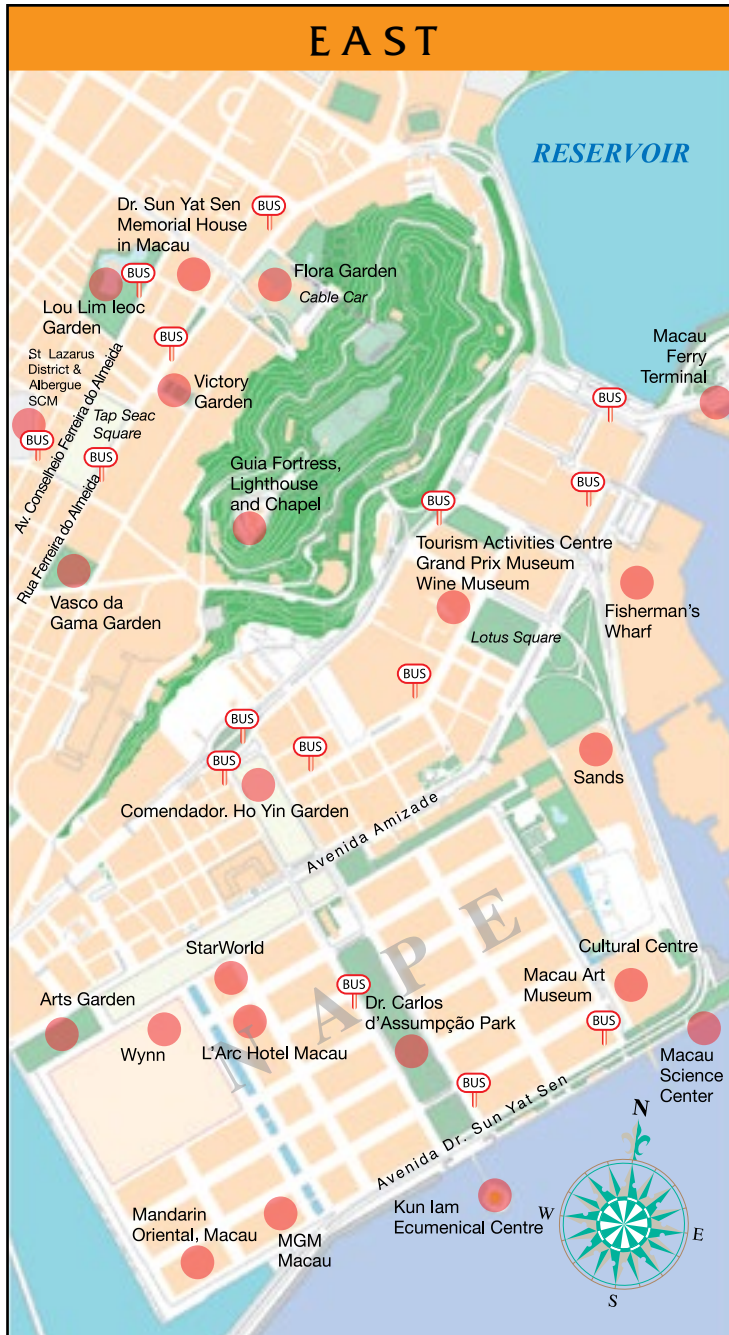 EAST
RESERVOIR
Dr. Sun Yat Sen
Memorial House
in Macau
BUS
BUS
Flora Garden
Cable Car
Lou Lim Ieoc
Garden
BUS
Macau
Ferry
Terminal
St Lazarus
District &
Albergue
SCM
Victory
Garden
BUS
Av. Conselheio Ferreira do Almeida
Tap Seac
Square
BUS
BUS
Guia Fortress,
Lighthouse
and Chapel
BUS
BUS
Rua Ferreira do Almeida
Tourism Activities Centre
Grand Prix Museum
Wine Museum
Vasco da
Gama Garden
Fisherman's
Wharf
Lotus Square
BUS
BUS
BUS
BUS
Sands
Comendador. Ho Yin Garden
Avenida Amizade
NAPE
StarWorld
Cultural Centre
BUS
Macau Art
Museum
Arts Garden
Dr. Carlos
d'Assumpção Park
Wynn
L'Arc Hotel Macau
BUS
Macau
Science
Center
BUS
Avenida Dr. Sun Yat Sen
N
Kun Iam
Ecumenical Centre
W
E
S
Mandarin
Oriental, Macau
MGM
Macau